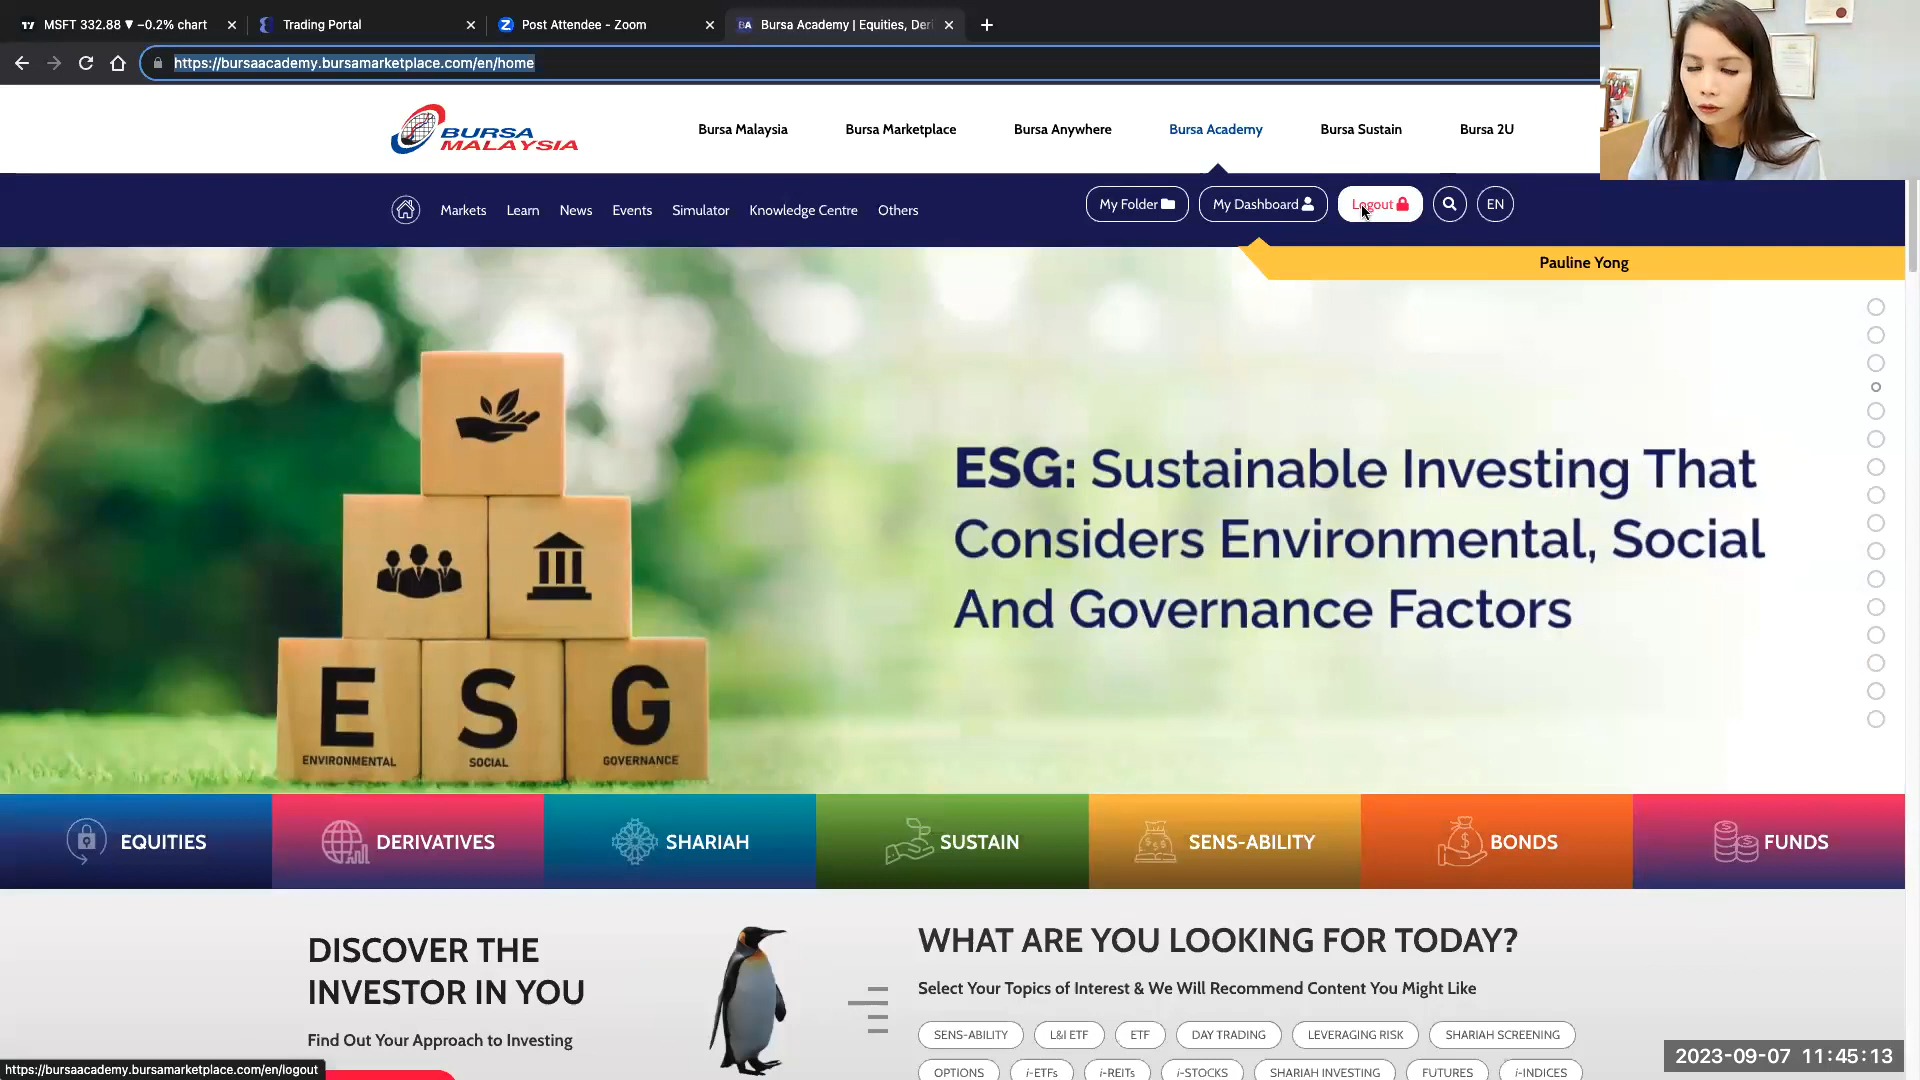 MSFT 332.88 ▼ −0.2% chart
Trading Portal
Post Attendee - Zoom
BA Bursa Academy | Equities, Deri
https://bursaacademy.bursamarketplace.com/en/home
BURSA
MALAYSIA
Bursa Malaysia
Bursa Marketplace
Bursa Anywhere
Bursa Academy
Bursa Sustain
Bursa 2U
Markets
Learn
News
Events
Simulator
Knowledge Centre
Others
My Folder
My Dashboard
Logout
EN
Pauline Yong
ESG: Sustainable Investing That
Considers Environmental, Social
And Governance Factors
E
ENVIRONMENTAL
S
SOCIAL
G
GOVERNANCE
EQUITIES
DERIVATIVES
SHARIAH
SUSTAIN
SENS-ABILITY
BONDS
FUNDS
DISCOVER THE
INVESTOR IN YOU
Find Out Your Approach to Investing
WHAT ARE YOU LOOKING FOR TODAY?
Select Your Topics of Interest & We Will Recommend Content You Might Like
SENS-ABILITY
L&I ETF
ETF
DAY TRADING
LEVERAGING RISK
SHARIAH SCREENING
OPTIONS
i-ETFs
i-REITs
i-STOCKS
SHARIAH INVESTING
FUTURES
i-INDICES
https://bursaacademy.bursamarketplace.com/en/logout
2023-09-07 11:45:13